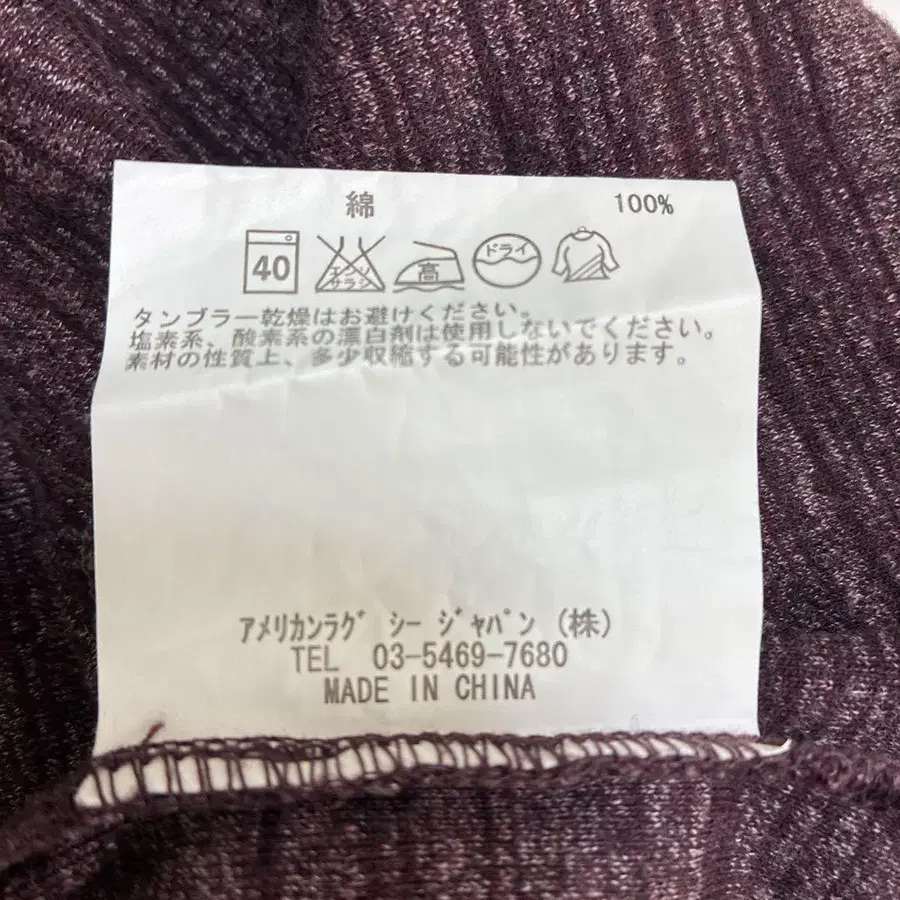 綿 100%
40 エンソ サラシ 高 ドライ
タンブラー乾燥はお避けください。
塩素系、酸素系の漂白剤は使用しないでください。
素材の性質上、多少収縮する可能性があります。
アメリカンラグ シー ジャパン (株)
TEL 03-5469-7680
MADE IN CHINA